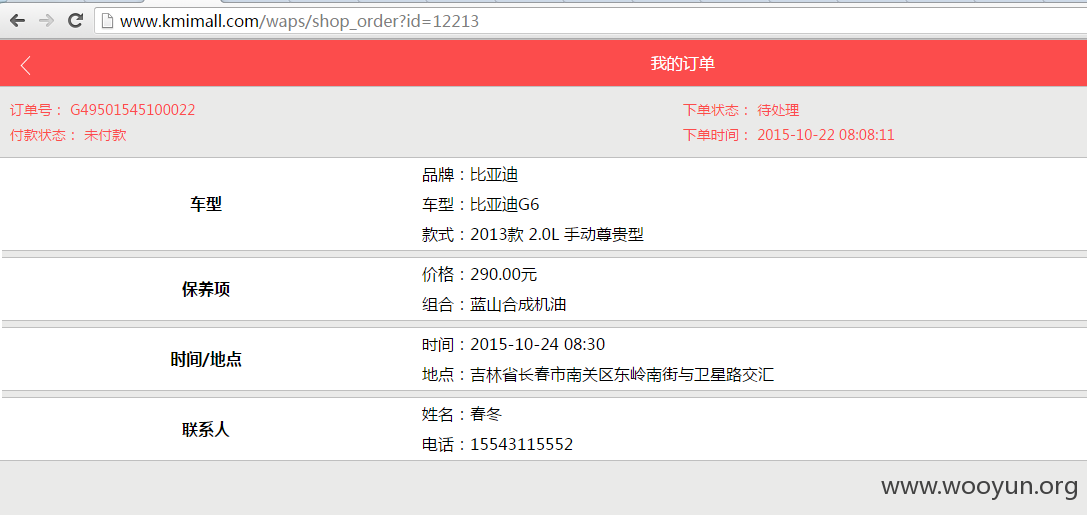 www.kmimall.com/waps/shop_order?id=12213
我的订单
订单号： G49501545100022
下单状态： 待处理
付款状态： 未付款
下单时间： 2015-10-22 08:08:11
车型
品牌：比亚迪
车型：比亚迪G6
款式：2013款 2.0L 手动尊贵型
保养项
价格：290.00元
组合：蓝山合成机油
时间/地点
时间：2015-10-24 08:30
地点：吉林省长春市南关区东岭南街与卫星路交汇
联系人
姓名：春冬
电话：15543115552
www.wooyun.org